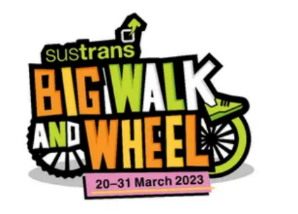 sustrans
BIG WALK
AND WHEEL
20–31 March 2023